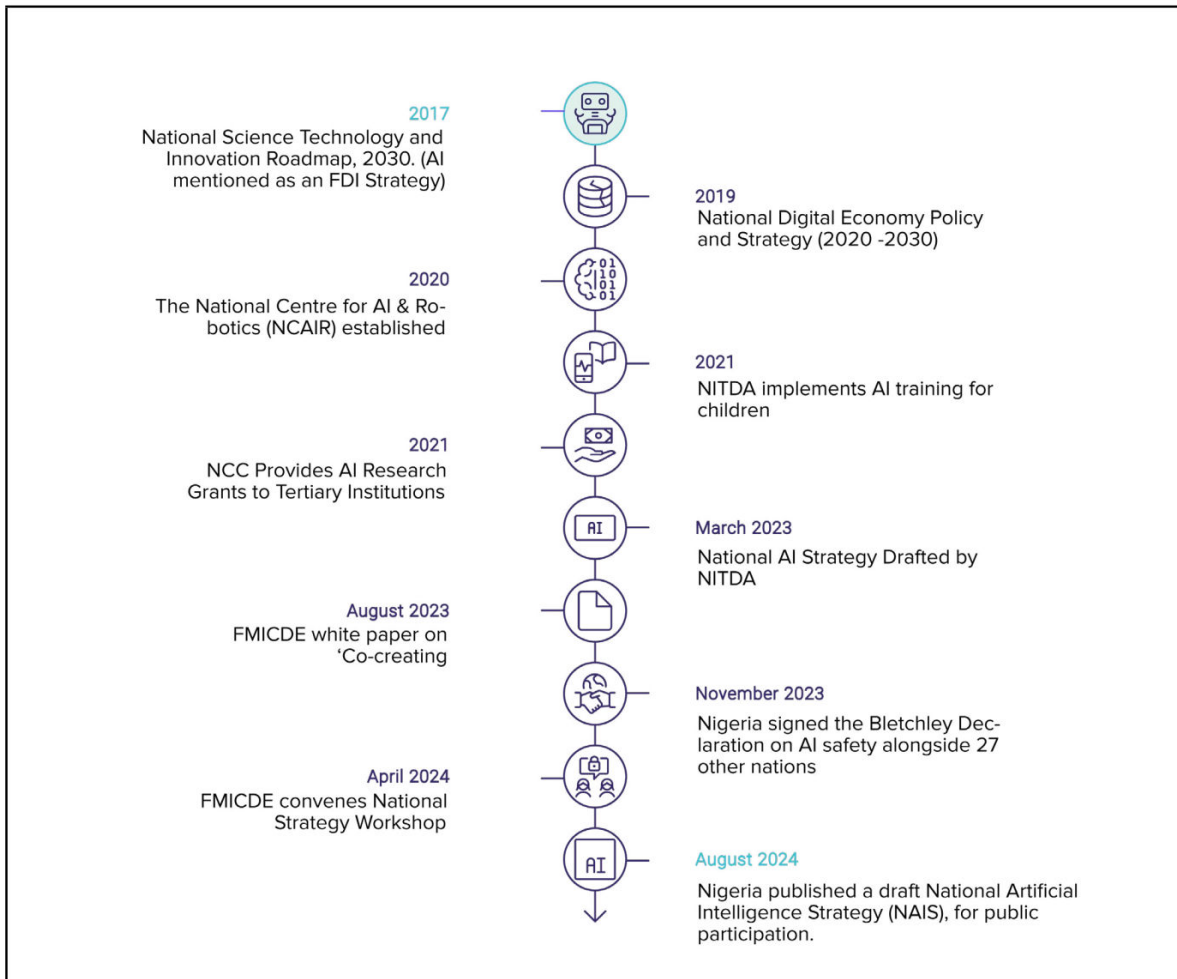 2017
National Science Technology and
Innovation Roadmap, 2030. (AI
mentioned as an FDI Strategy)
2019
National Digital Economy Policy
and Strategy (2020 -2030)
01
10
01
01
2020
The National Centre for AI & Ro-
botics (NCAIR) established
2021
NITDA implements AI training for
children
2021
NCC Provides AI Research
Grants to Tertiary Institutions
AI
March 2023
National AI Strategy Drafted by
NITDA
August 2023
FMICDE white paper on
‘Co-creating
November 2023
Nigeria signed the Bletchley Dec-
laration on AI safety alongside 27
other nations
April 2024
FMICDE convenes National
Strategy Workshop
AI
August 2024
Nigeria published a draft National Artificial
Intelligence Strategy (NAIS), for public
participation.